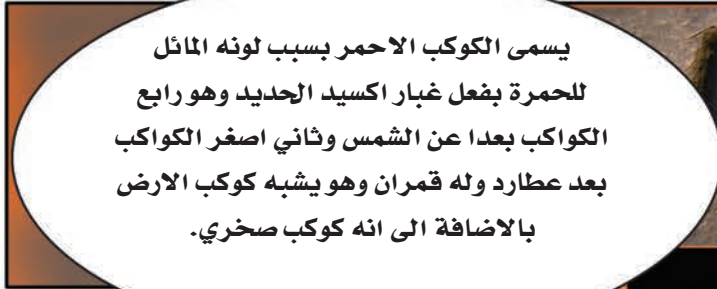 يسمى الكوكب الاحمر بسبب لونه المائل
للحمرة بفعل غبار اكسيد الحديد وهو رابع
الكواكب بعدا عن الشمس وثاني اصغر الكواكب
بعد عطارد وله قمران وهو يشبه كوكب الارض
بالاضافة الى انه كوكب صخري.